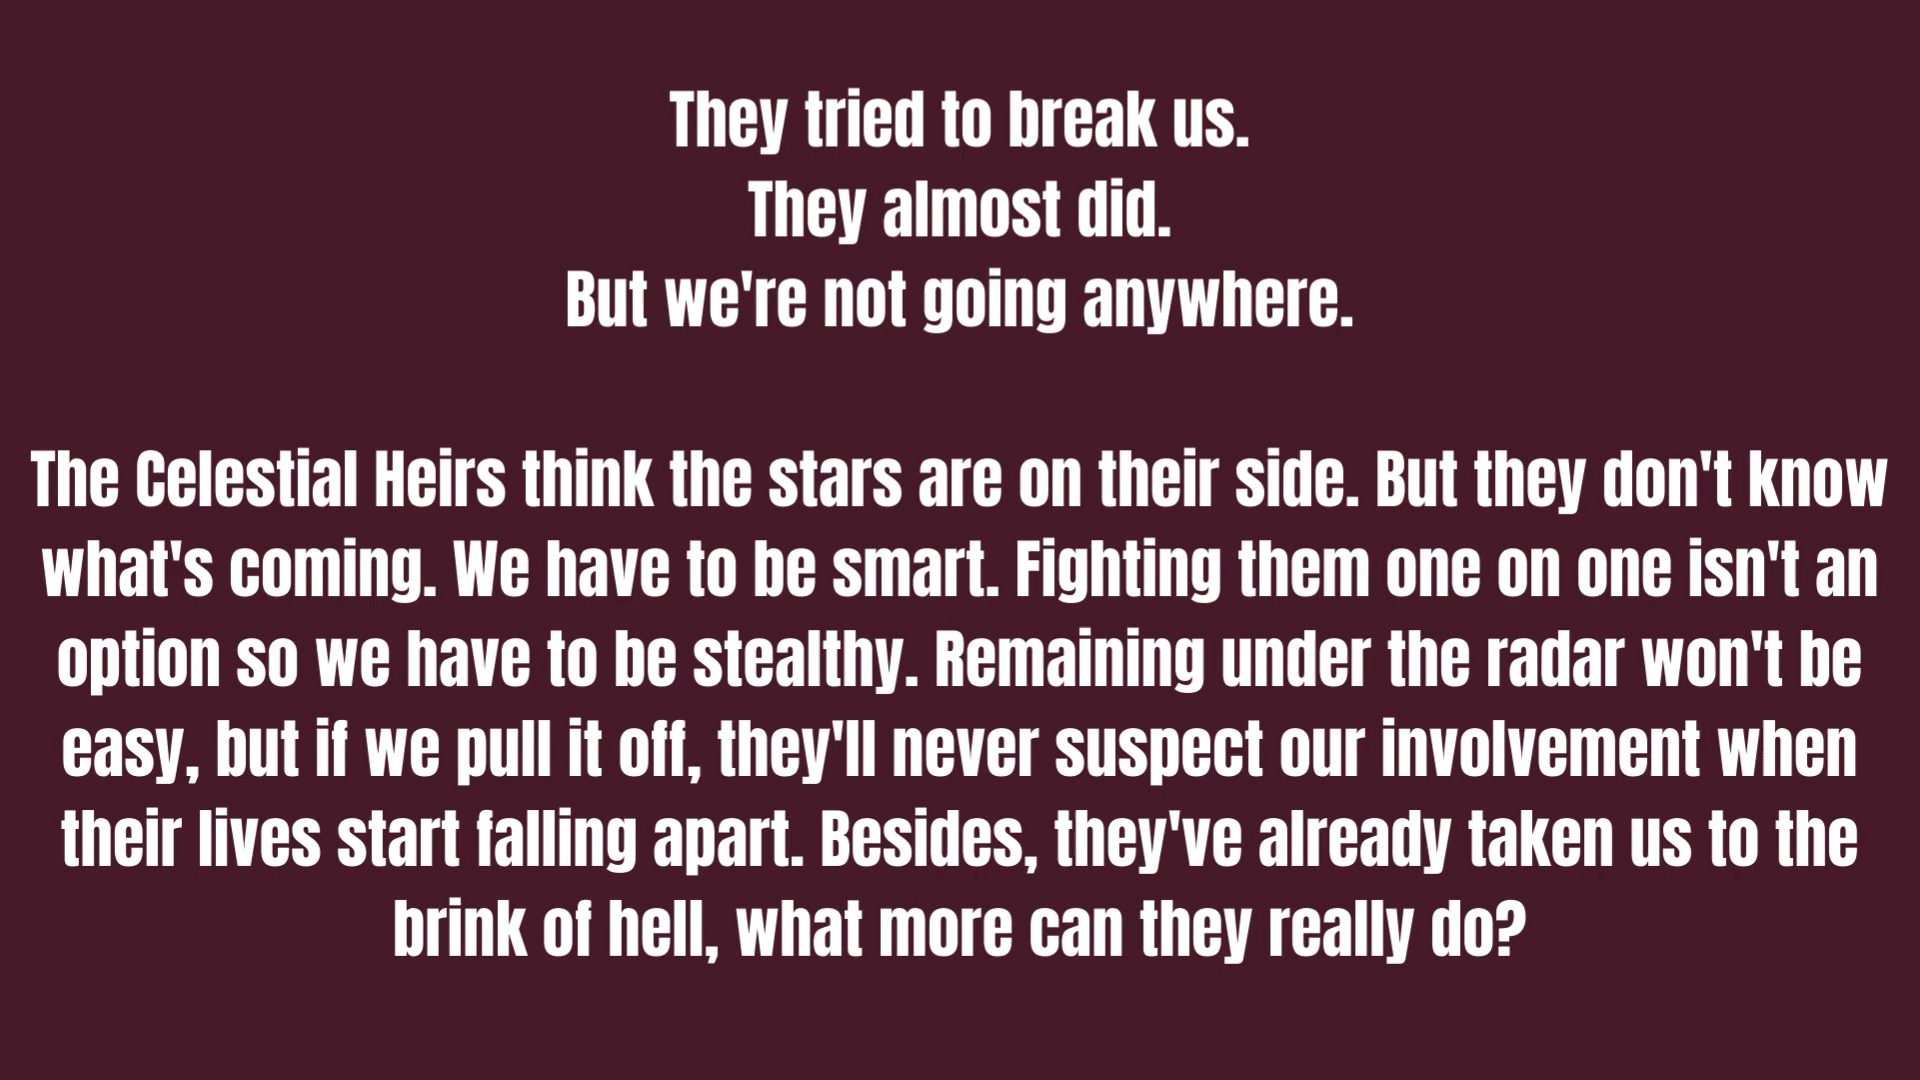 They tried to break us.
They almost did.
But we're not going anywhere.
The Celestial Heirs think the stars are on their side. But they don't know
what's coming. We have to be smart. Fighting them one on one isn't an
option so we have to be stealthy. Remaining under the radar won't be
easy, but if we pull it off, they'll never suspect our involvement when
their lives start falling apart. Besides, they've already taken us to the
brink of hell, what more can they really do?